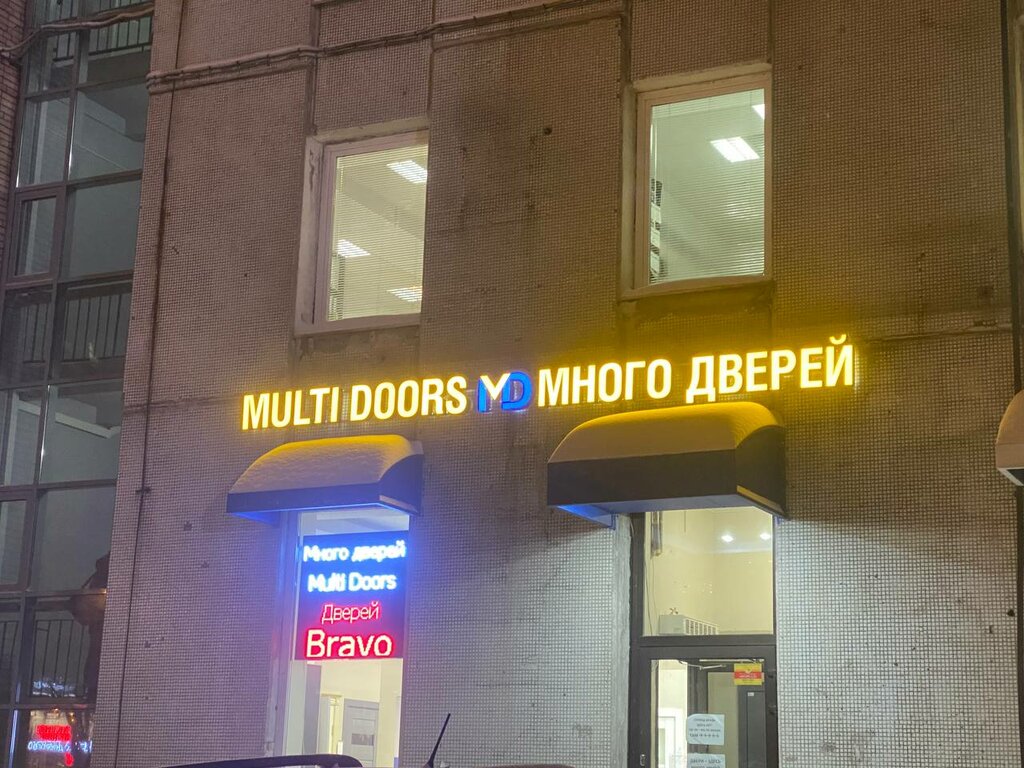 MULTI DOORS MD МНОГО ДВЕРЕЙ
Много дверей
Multi Doors
Дверей
Bravo